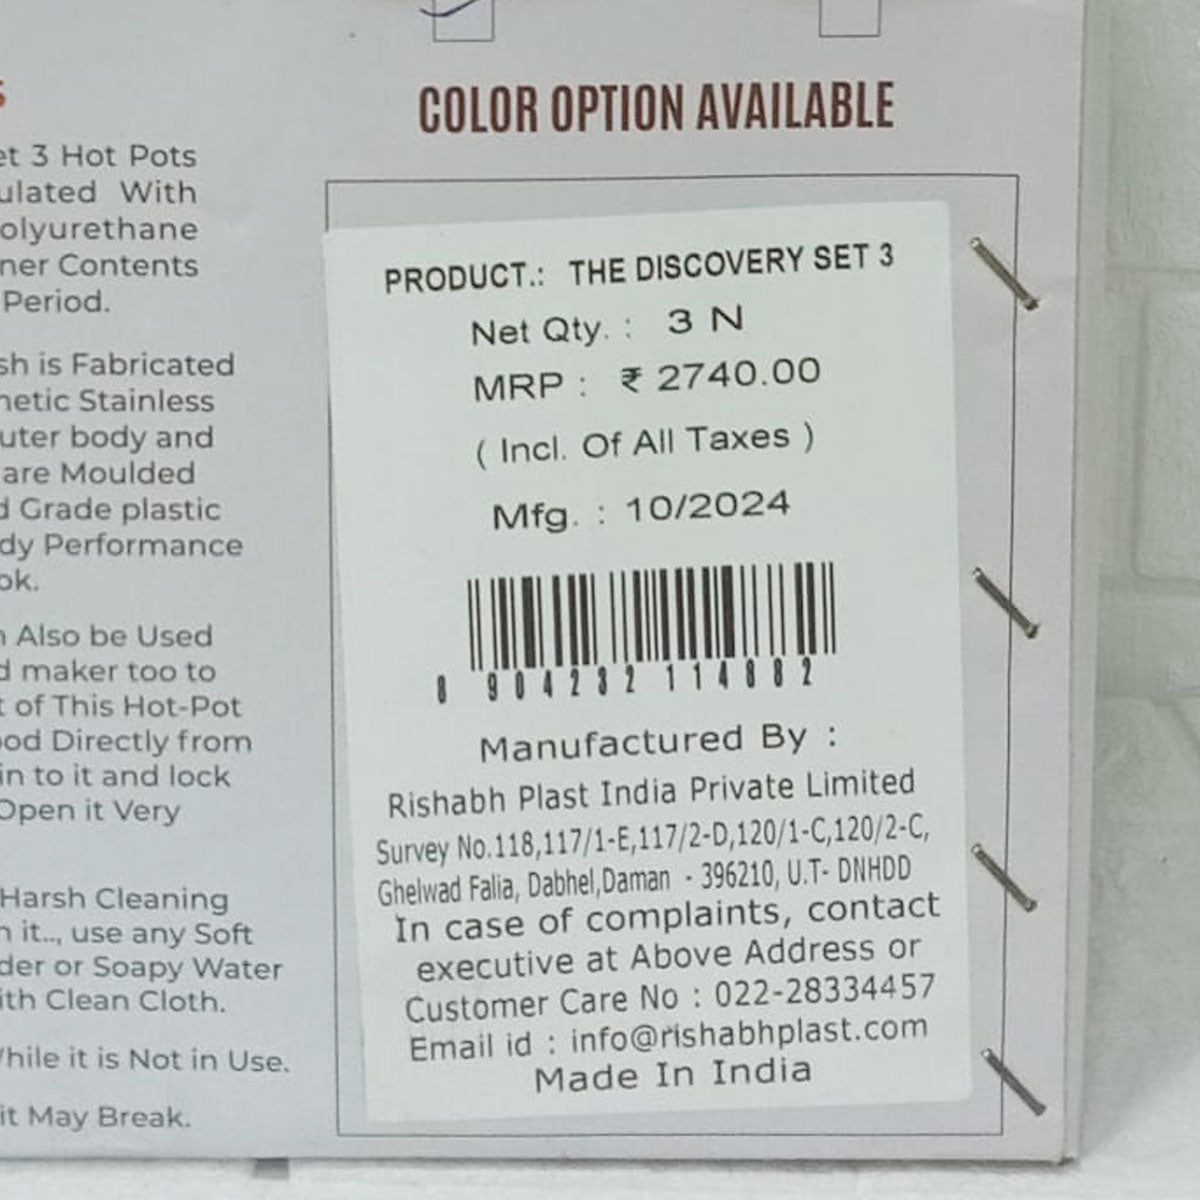 s
et 3 Hot Pots
ulated With
olyurethane
ner Contents
Period.
sh is Fabricated
netic Stainless
uter body and
are Moulded
d Grade plastic
dy Performance
ok.
n Also be Used
d maker too to
t of This Hot-Pot
ood Directly from
in to it and lock
Open it Very
Harsh Cleaning
n it.., use any Soft
der or Soapy Water
ith Clean Cloth.
While it is Not in Use.
it May Break.
COLOR OPTION AVAILABLE
PRODUCT.: THE DISCOVERY SET 3
Net Qty. : 3 N
MRP : ₹ 2740.00
( Incl. Of All Taxes )
Mfg. : 10/2024
8 904232 114882
Manufactured By :
Rishabh Plast India Private Limited
Survey No.118,117/1-E,117/2-D,120/1-C,120/2-C,
Ghelwad Falia, Dabhel,Daman - 396210, U.T- DNHDD
In case of complaints, contact
executive at Above Address or
Customer Care No : 022-28334457
Email id : info@rishabhplast.com
Made In India